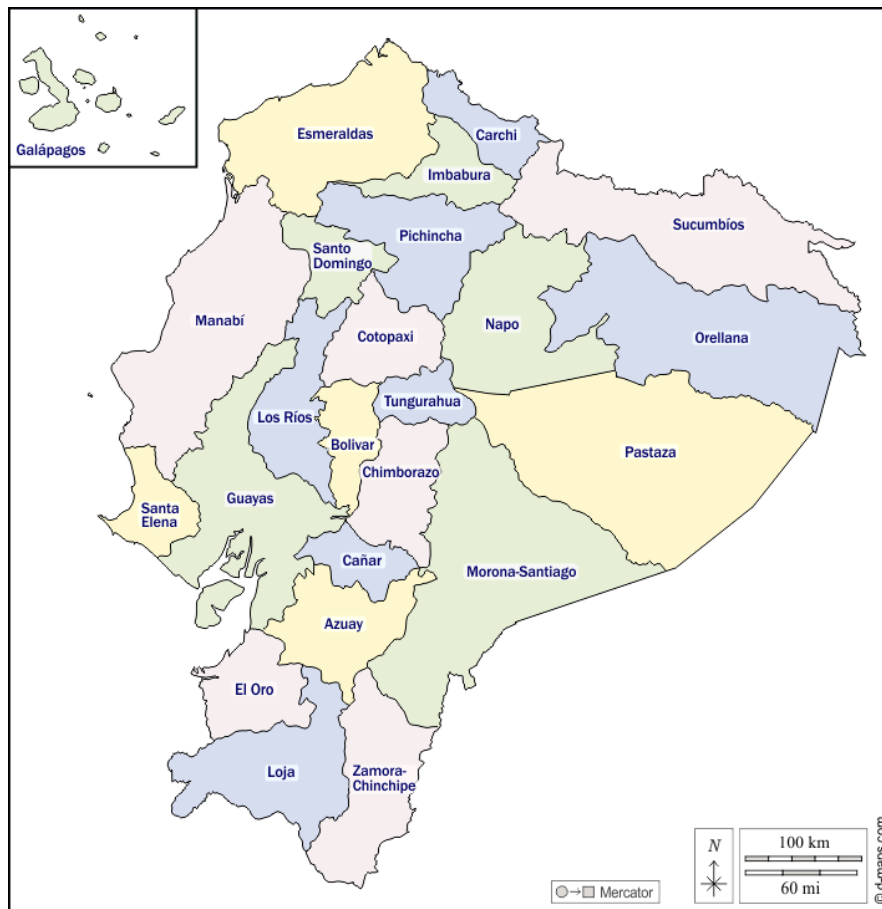 Galápagos
Esmeraldas
Carchi
Imbabura
Sucumbíos
Pichincha
Santo
Domingo
Manabí
Cotopaxi
Napo
Orellana
Los Ríos
Tungurahua
Bolivar
Chimborazo
Pastaza
Guayas
Santa
Elena
Cañar
Morona-Santiago
Azuay
El Oro
Loja
Zamora-
Chinchipe
N
100 km
60 mi
Mercator
© d-maps.com